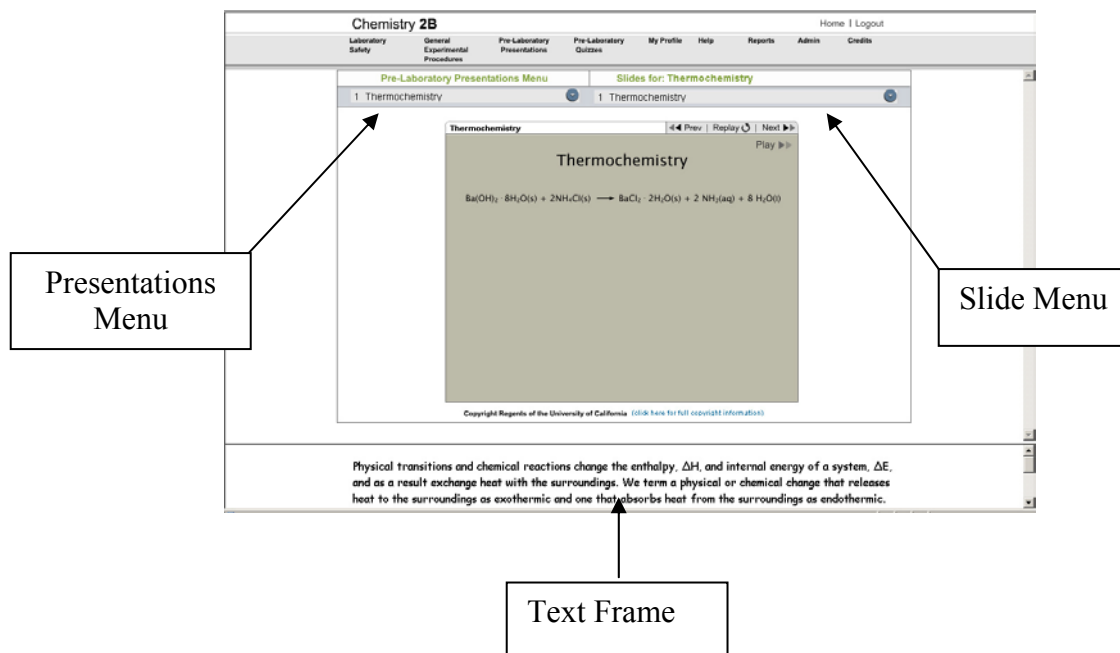 Chemistry 2B
Home | Logout
Laboratory Safety
General Experimental Procedures
Pre-Laboratory Presentations
Pre-Laboratory Quizzes
My Profile
Help
Reports
Admin
Credits
Pre-Laboratory Presentations Menu
Slides for: Thermochemistry
1 Thermochemistry
1 Thermochemistry
Thermochemistry
Prev | Replay | Next
Play
Thermochemistry
Ba(OH)₂ · 8H₂O(s) + 2NH₄Cl(s) ⟶ BaCl₂ · 2H₂O(s) + 2 NH₃(aq) + 8 H₂O(l)
Presentations
Menu
Slide Menu
Copyright Regents of the University of California (click here for full copyright information)
Physical transitions and chemical reactions change the enthalpy, ΔH, and internal energy of a system, ΔE,
and as a result exchange heat with the surroundings. We term a physical or chemical change that releases
heat to the surroundings as exothermic and one that absorbs heat from the surroundings as endothermic.
Text Frame